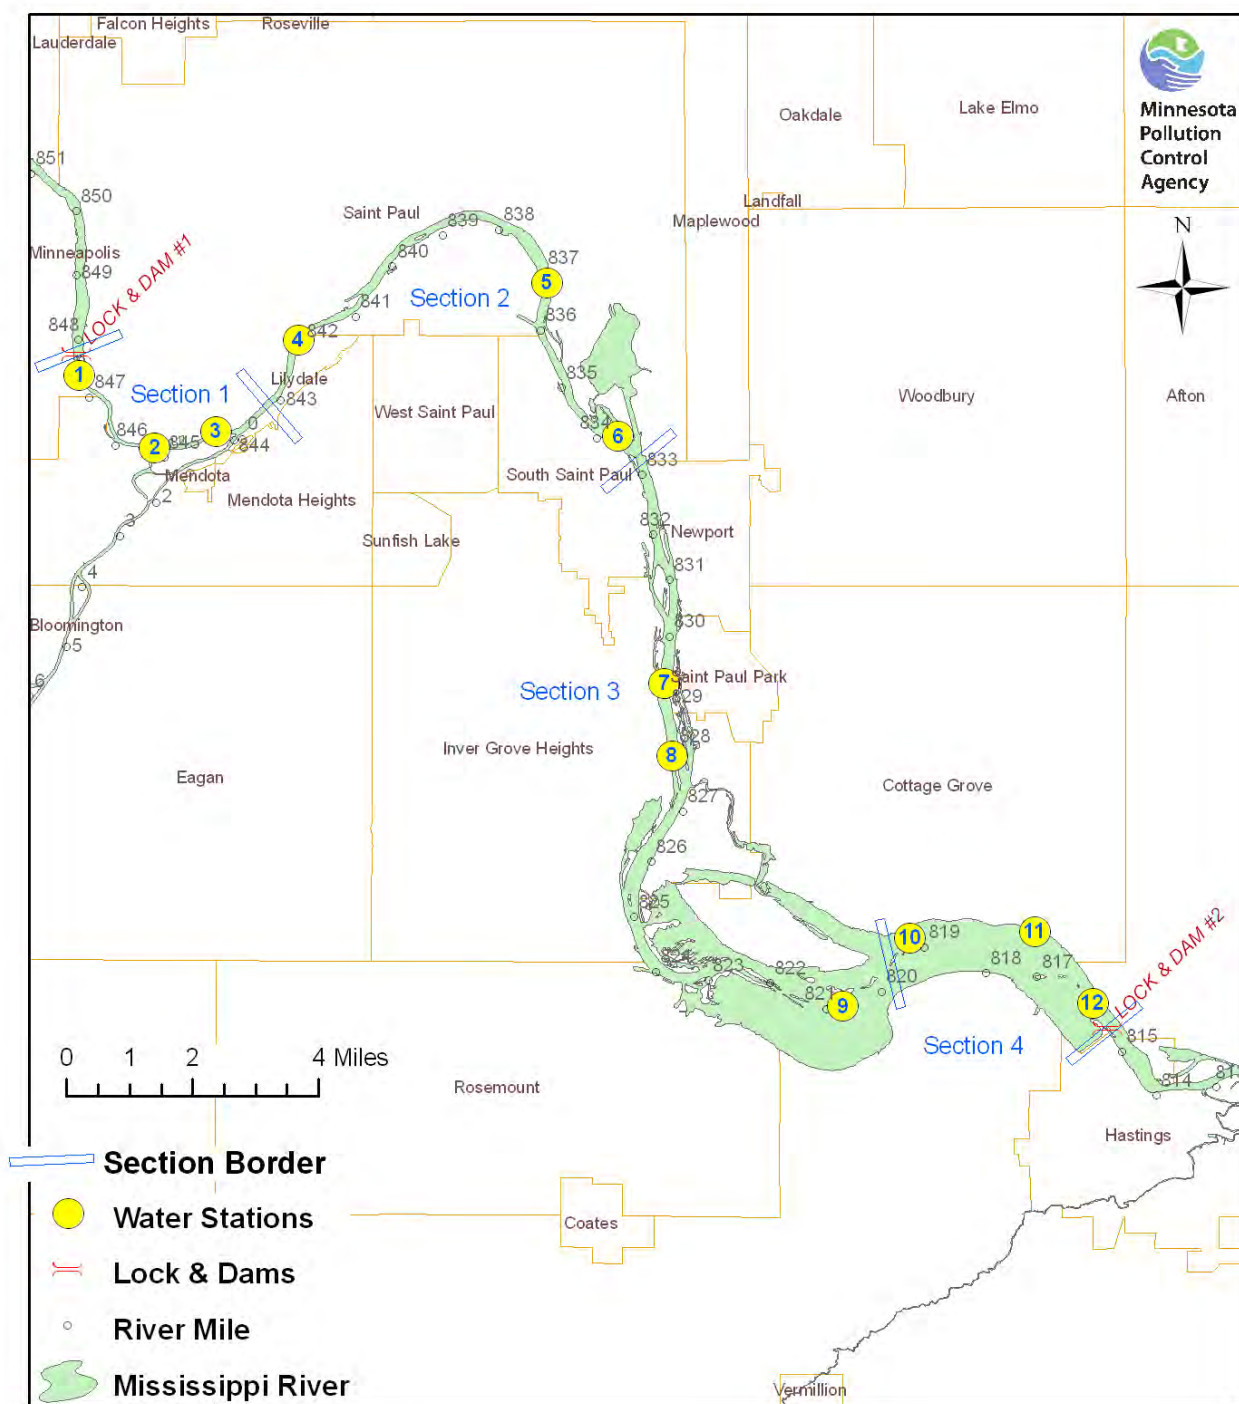 Falcon Heights
Roseville
Lauderdale
Minnesota
Pollution
Control
Agency
Oakdale
Lake Elmo
851
850
Saint Paul
Landfall
Maplewood
N
839
838
Minneapolis
849
840
837
LOCK & DAM #1
5
Section 2
841
836
848
842
4
1
847
Lilydale
835
Section 1
843
West Saint Paul
Woodbury
Afton
846
2
845
3
0
844
834
6
833
Mendota
South Saint Paul
2
Mendota Heights
832
Newport
3
Sunfish Lake
4
831
Bloomington
830
5
6
7
Saint Paul Park
Section 3
829
828
8
Inver Grove Heights
Eagan
Cottage Grove
827
826
825
LOCK & DAM #2
10
819
11
824
823
822
820
818
817
821
9
12
815
Section 4
0 1 2 4 Miles
Rosemount
814
Hastings
Section Border
Water Stations
Coates
Lock & Dams
River Mile
Mississippi River
Vermillion